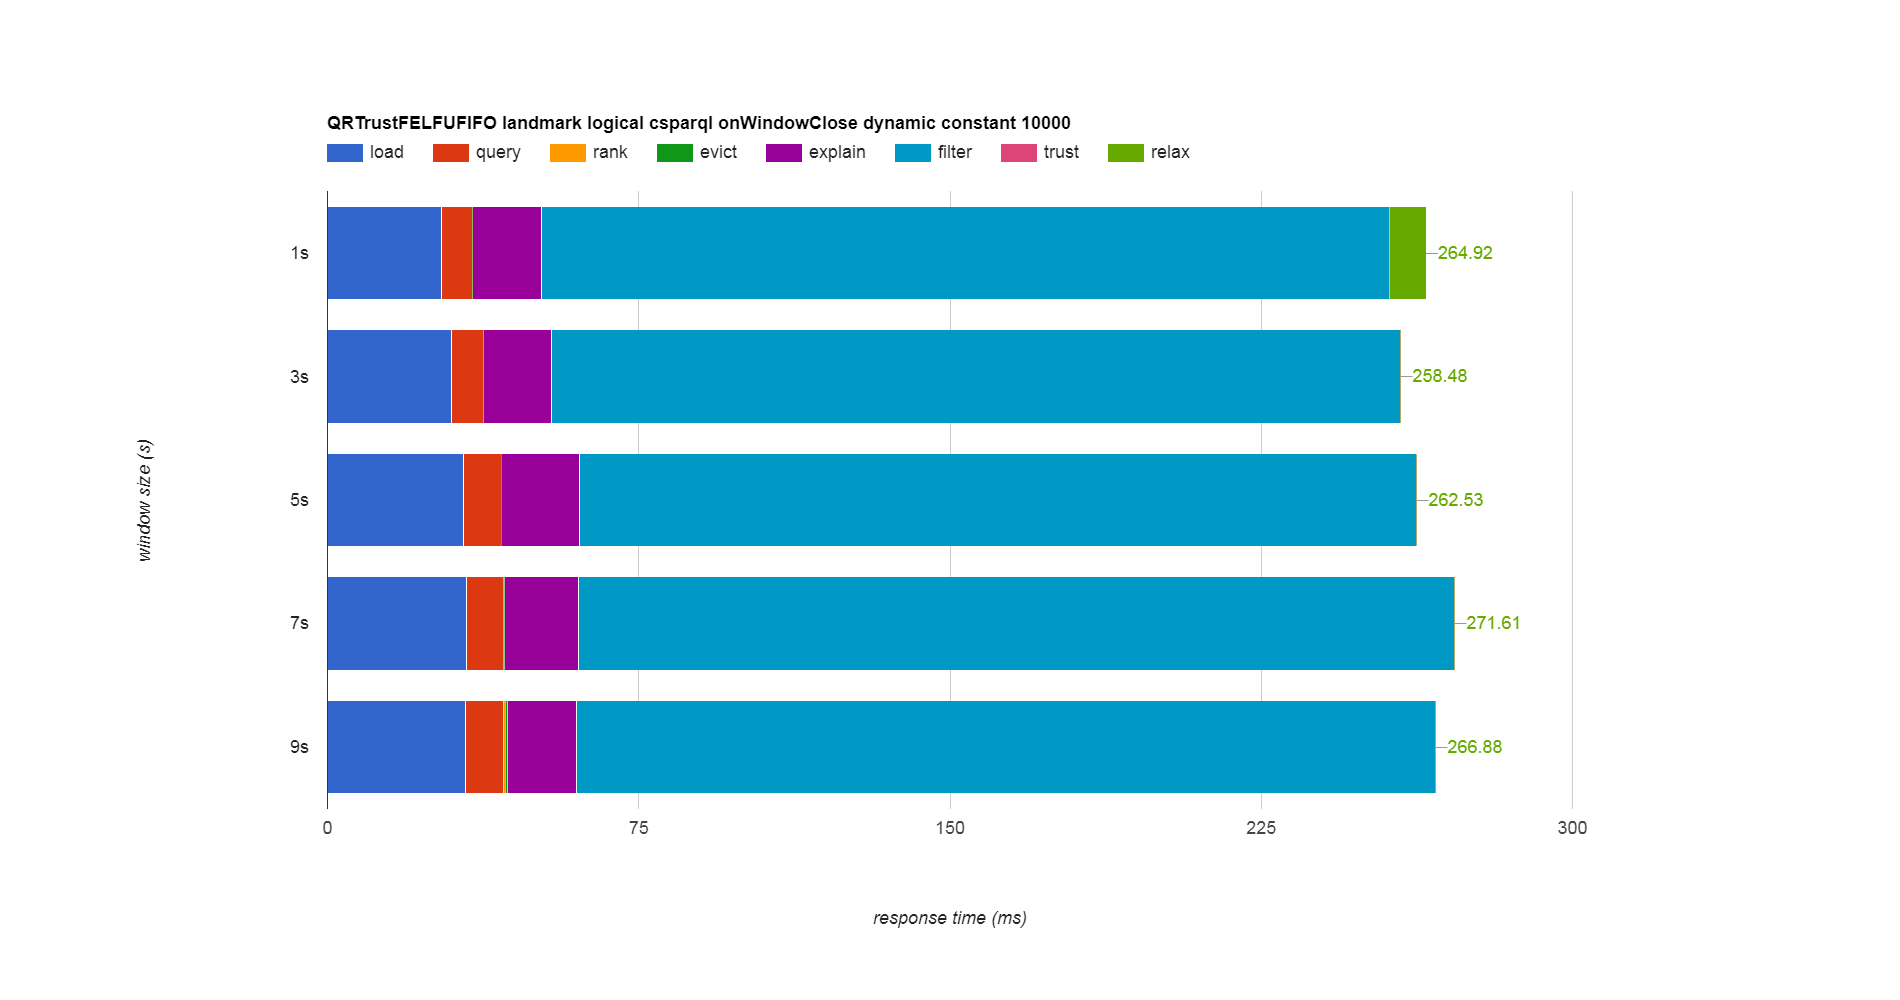 QRTrustFELFUFIFO landmark logical csparql onWindowClose dynamic constant 10000
load query rank evict explain filter trust relax
1s 264.92
3s 258.48
window size (s)
5s 262.53
7s 271.61
9s 266.88
0 75 150 225 300
response time (ms)